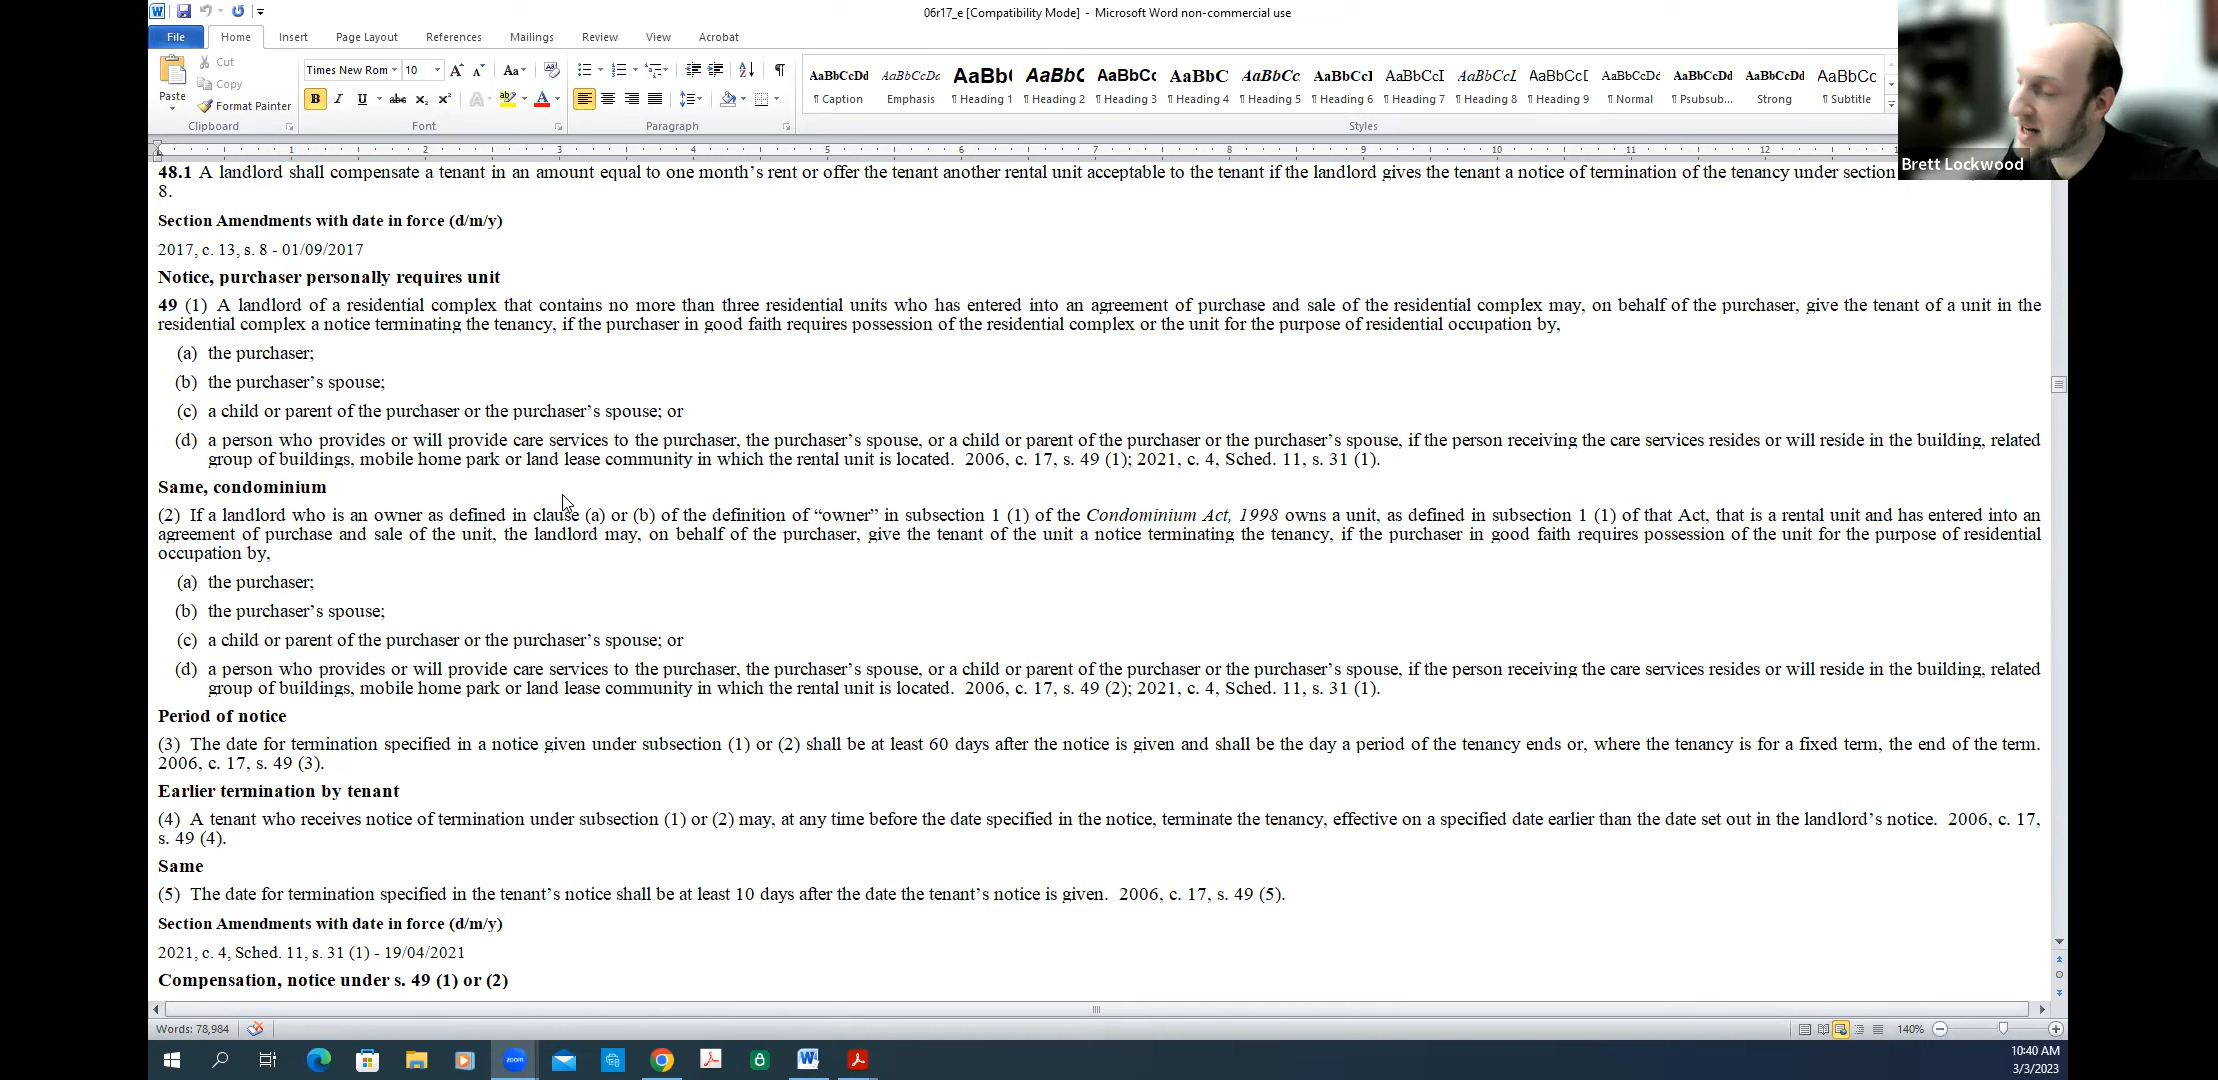 06r17_e [Compatibility Mode] - Microsoft Word non-commercial use
File Home Insert Page Layout References Mailings Review View Acrobat
Cut
Copy
Format Painter
Paste
Clipboard
Times New Rom 10
Font
Paragraph
AaBbCcDd AaBbCcDc AaBb( AaBbC AaBbCc AaBbC AaBbCc AaBbCcI AaBbCcI AaBbCcI AaBbCcI AaBbCcDd AaBbCcDd AaBbCcDd AaBbCc
¶ Caption Emphasis ¶ Heading 1 ¶ Heading 2 ¶ Heading 3 ¶ Heading 4 ¶ Heading 5 ¶ Heading 6 ¶ Heading 7 ¶ Heading 8 ¶ Heading 9 ¶ Normal ¶ Psubsub... Strong ¶ Subtitle
Styles
Brett Lockwood
1 2 3 4 5 6 7 8 9 10 11 12 13
48.1 A landlord shall compensate a tenant in an amount equal to one month's rent or offer the tenant another rental unit acceptable to the tenant if the landlord gives the tenant a notice of termination of the tenancy under section
8.
Section Amendments with date in force (d/m/y)
2017, c. 13, s. 8 - 01/09/2017
Notice, purchaser personally requires unit
49 (1) A landlord of a residential complex that contains no more than three residential units who has entered into an agreement of purchase and sale of the residential complex may, on behalf of the purchaser, give the tenant of a unit in the
residential complex a notice terminating the tenancy, if the purchaser in good faith requires possession of the residential complex or the unit for the purpose of residential occupation by,
(a) the purchaser;
(b) the purchaser's spouse;
(c) a child or parent of the purchaser or the purchaser's spouse; or
(d) a person who provides or will provide care services to the purchaser, the purchaser's spouse, or a child or parent of the purchaser or the purchaser's spouse, if the person receiving the care services resides or will reside in the building, related
group of buildings, mobile home park or land lease community in which the rental unit is located. 2006, c. 17, s. 49 (1); 2021, c. 4, Sched. 11, s. 31 (1).
Same, condominium
(2) If a landlord who is an owner as defined in clause (a) or (b) of the definition of “owner” in subsection 1 (1) of the Condominium Act, 1998 owns a unit, as defined in subsection 1 (1) of that Act, that is a rental unit and has entered into an
agreement of purchase and sale of the unit, the landlord may, on behalf of the purchaser, give the tenant of the unit a notice terminating the tenancy, if the purchaser in good faith requires possession of the unit for the purpose of residential
occupation by,
(a) the purchaser;
(b) the purchaser's spouse;
(c) a child or parent of the purchaser or the purchaser's spouse; or
(d) a person who provides or will provide care services to the purchaser, the purchaser's spouse, or a child or parent of the purchaser or the purchaser's spouse, if the person receiving the care services resides or will reside in the building, related
group of buildings, mobile home park or land lease community in which the rental unit is located. 2006, c. 17, s. 49 (2); 2021, c. 4, Sched. 11, s. 31 (1).
Period of notice
(3) The date for termination specified in a notice given under subsection (1) or (2) shall be at least 60 days after the notice is given and shall be the day a period of the tenancy ends or, where the tenancy is for a fixed term, the end of the term.
2006, c. 17, s. 49 (3).
Earlier termination by tenant
(4) A tenant who receives notice of termination under subsection (1) or (2) may, at any time before the date specified in the notice, terminate the tenancy, effective on a specified date earlier than the date set out in the landlord's notice. 2006, c. 17,
s. 49 (4).
Same
(5) The date for termination specified in the tenant's notice shall be at least 10 days after the date the tenant's notice is given. 2006, c. 17, s. 49 (5).
Section Amendments with date in force (d/m/y)
2021, c. 4, Sched. 11, s. 31 (1) - 19/04/2021
Compensation, notice under s. 49 (1) or (2)
Words: 78,984
140%
zoom
10:40 AM
3/3/2023